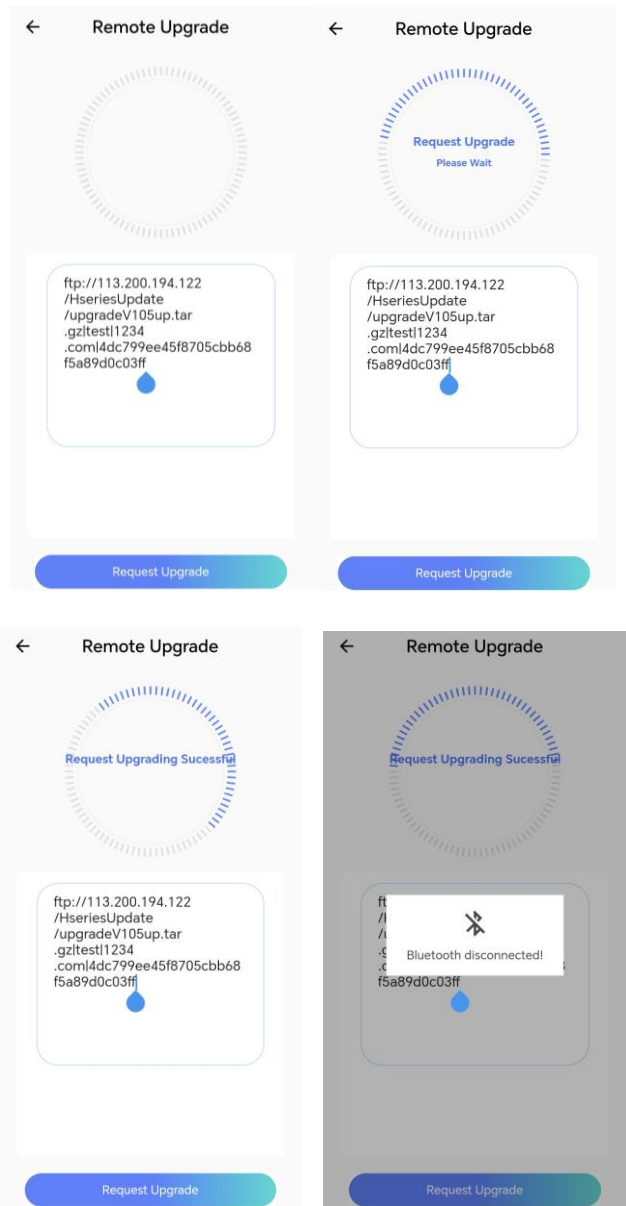 Remote Upgrade
ftp://113.200.194.122
/HseriesUpdate
/upgradeV105up.tar
.gz|test|1234
.com|4dc799ee45f8705cbb68
f5a89d0c03ff
Request Upgrade
Remote Upgrade
Request Upgrade
Please Wait
ftp://113.200.194.122
/HseriesUpdate
/upgradeV105up.tar
.gz|test|1234
.com|4dc799ee45f8705cbb68
f5a89d0c03ff
Request Upgrade
Remote Upgrade
Request Upgrading Sucessful
ftp://113.200.194.122
/HseriesUpdate
/upgradeV105up.tar
.gz|test|1234
.com|4dc799ee45f8705cbb68
f5a89d0c03ff
Request Upgrade
Remote Upgrade
Request Upgrading Sucessful
Bluetooth disconnected!
f5a89d0c03ff
Request Upgrade